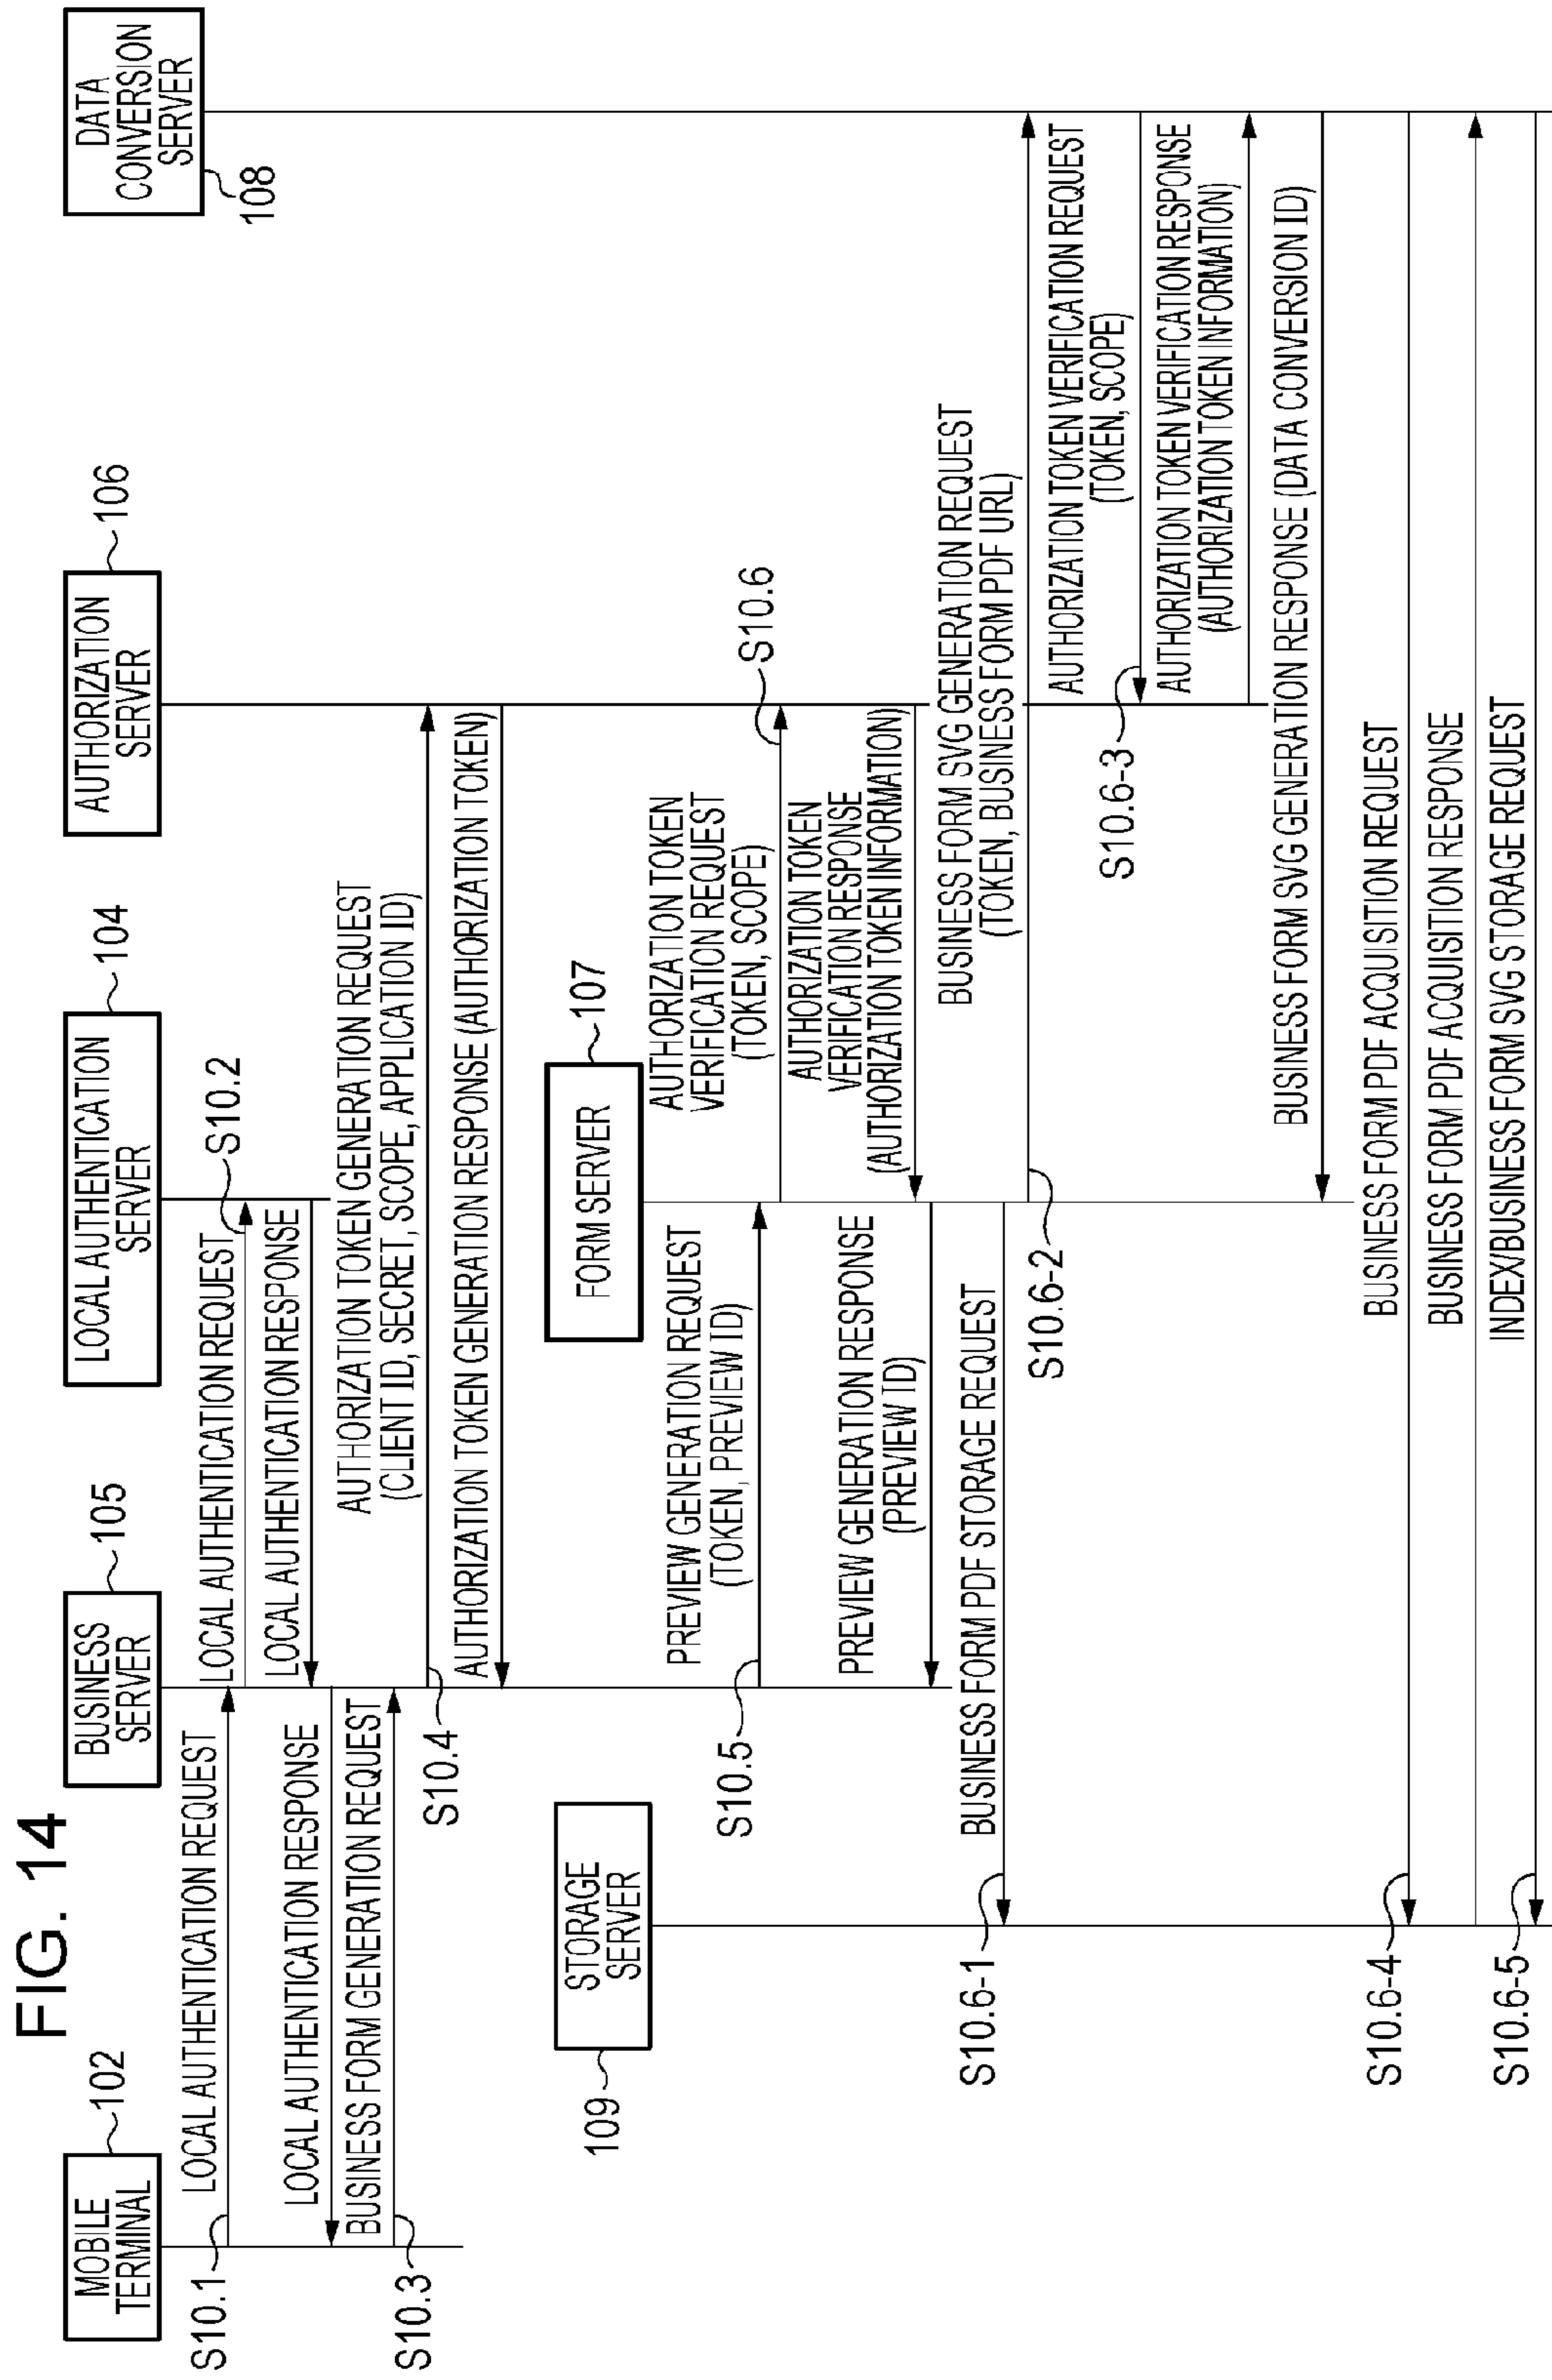 FIG. 14
MOBILE
TERMINAL
102
BUSINESS
SERVER
105
LOCAL AUTHENTICATION
SERVER
104
AUTHORIZATION
SERVER
106
DATA
CONVERSION
SERVER
108
S10.1
LOCAL AUTHENTICATION REQUEST
LOCAL AUTHENTICATION REQUEST
S10.2
LOCAL AUTHENTICATION RESPONSE
LOCAL AUTHENTICATION RESPONSE
S10.3
BUSINESS FORM GENERATION REQUEST
AUTHORIZATION TOKEN GENERATION REQUEST
(CLIENT ID, SECRET, SCOPE, APPLICATION ID)
S10.4
AUTHORIZATION TOKEN GENERATION RESPONSE (AUTHORIZATION TOKEN)
STORAGE
SERVER
109
FORM SERVER
107
PREVIEW GENERATION REQUEST
(TOKEN, PREVIEW ID)
S10.5
AUTHORIZATION TOKEN
VERIFICATION REQUEST
(TOKEN, SCOPE)
S10.6
AUTHORIZATION TOKEN
VERIFICATION RESPONSE
(AUTHORIZATION TOKEN INFORMATION)
PREVIEW GENERATION RESPONSE
(PREVIEW ID)
BUSINESS FORM PDF STORAGE REQUEST
S10.6-1
BUSINESS FORM SVG GENERATION REQUEST
(TOKEN, BUSINESS FORM PDF URL)
S10.6-2
AUTHORIZATION TOKEN VERIFICATION REQUEST
(TOKEN, SCOPE)
S10.6-3
AUTHORIZATION TOKEN VERIFICATION RESPONSE
(AUTHORIZATION TOKEN INFORMATION)
BUSINESS FORM SVG GENERATION RESPONSE (DATA CONVERSION ID)
BUSINESS FORM PDF ACQUISITION REQUEST
S10.6-4
BUSINESS FORM PDF ACQUISITION RESPONSE
INDEX/BUSINESS FORM SVG STORAGE REQUEST
S10.6-5